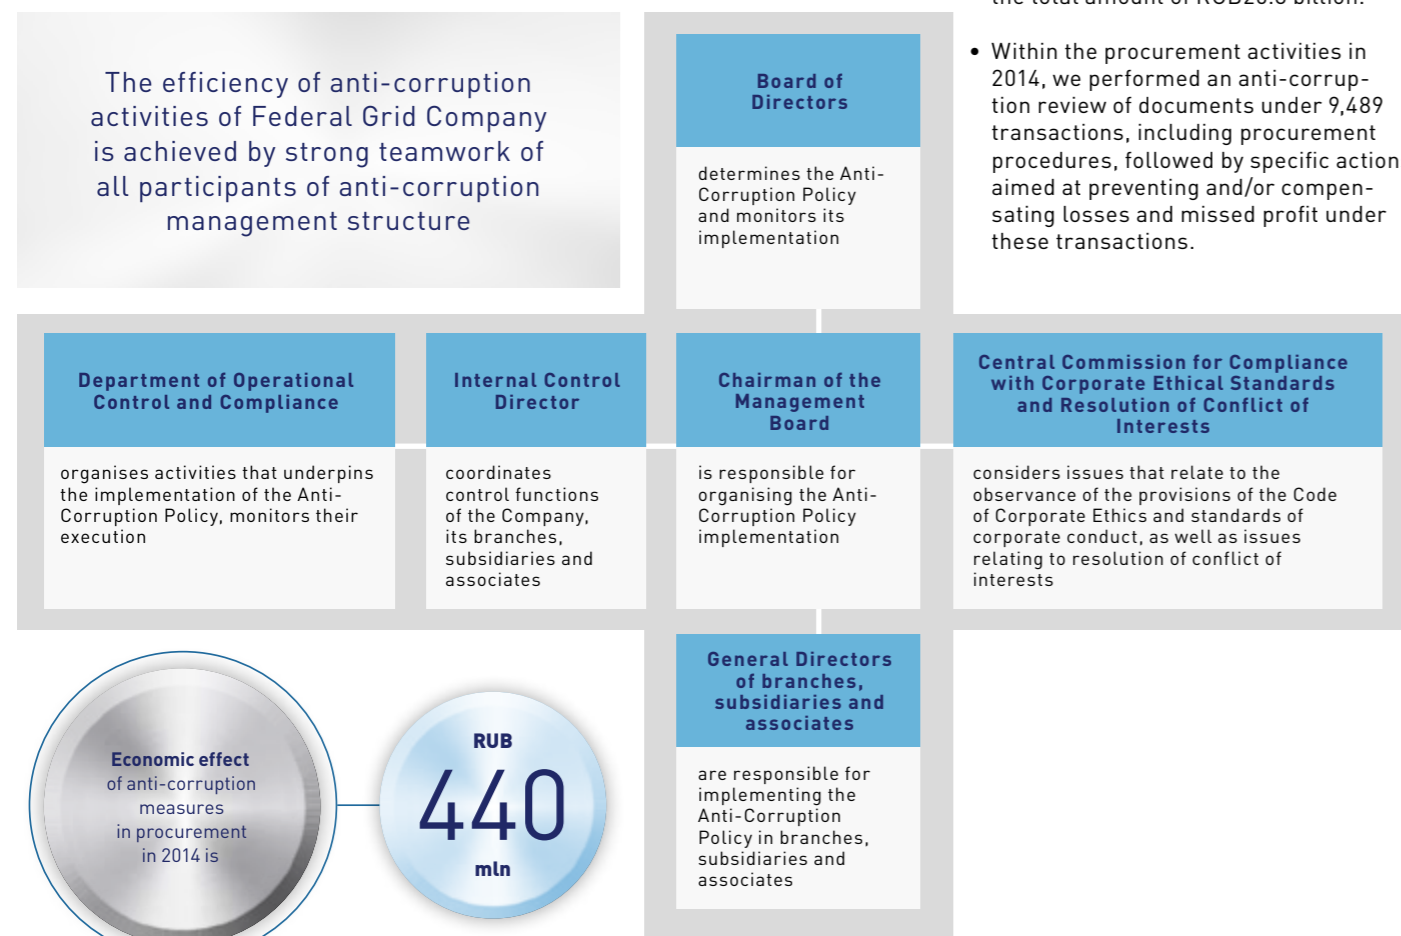 The efficiency of anti-corruption
activities of Federal Grid Company
is achieved by strong teamwork of
all participants of anti-corruption
management structure
Board of
Directors
determines the Anti-
Corruption Policy
and monitors its
implementation
• Within the procurement activities in
2014, we performed an anti-corrup-
tion review of documents under 9,489
transactions, including procurement
procedures, followed by specific action
aimed at preventing and/or compen-
sating losses and missed profit under
these transactions.
Department of Operational
Control and Compliance
organises activities that underpins
the implementation of the Anti-
Corruption Policy, monitors their
execution
Internal Control
Director
coordinates
control functions
of the Company,
its branches,
subsidiaries and
associates
Chairman of the
Management
Board
is responsible for
organising the Anti-
Corruption Policy
implementation
Central Commission for Compliance
with Corporate Ethical Standards
and Resolution of Conflict of
Interests
considers issues that relate to the
observance of the provisions of the Code
of Corporate Ethics and standards of
corporate conduct, as well as issues
relating to resolution of conflict of
interests
General Directors
of branches,
subsidiaries and
associates
are responsible for
implementing the
Anti-Corruption
Policy in branches,
subsidiaries and
associates
Economic effect
of anti-corruption
measures
in procurement
in 2014 is
RUB
440
mln